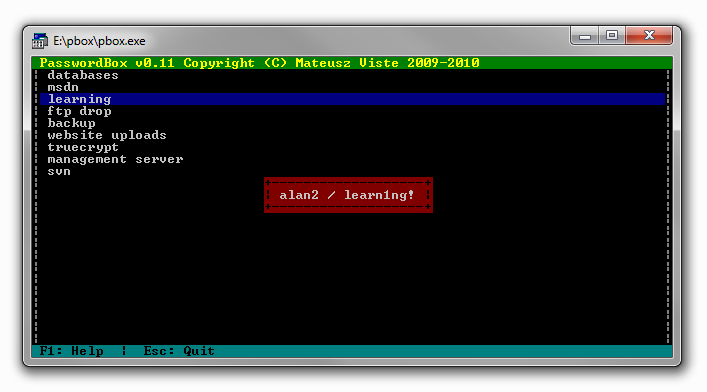 E:\pbox\pbox.exe
PasswordBox v0.11 Copyright (C) Mateusz Viste 2009-2010
databases
msdn
learning
ftp drop
backup
website uploads
truecrypt
management server
svn
alan2 / learn1ng!
F1: Help ¦ Esc: Quit